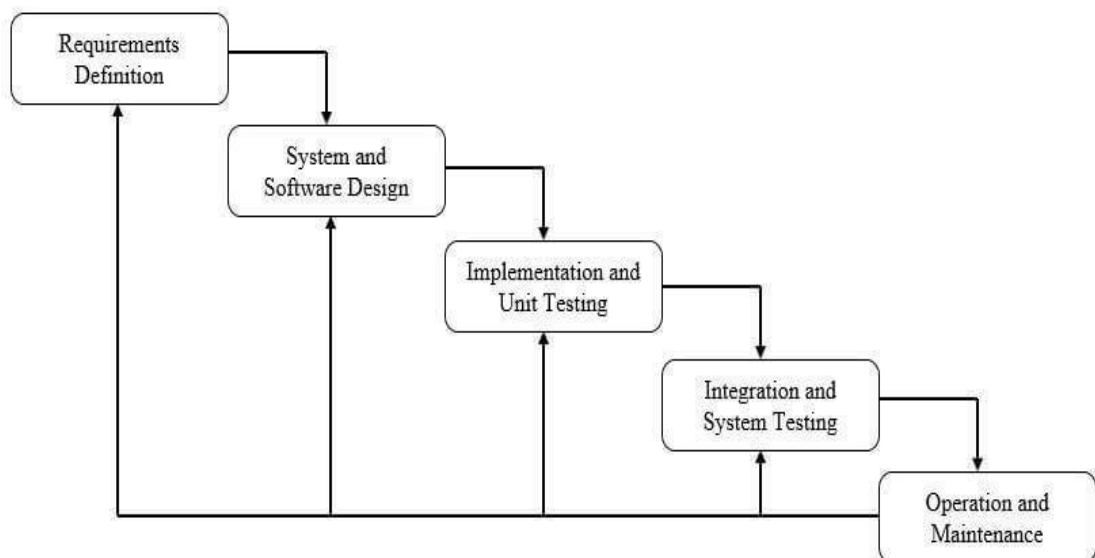 Requirements
Definition
System and
Software Design
Implementation and
Unit Testing
Integration and
System Testing
Operation and
Maintenance